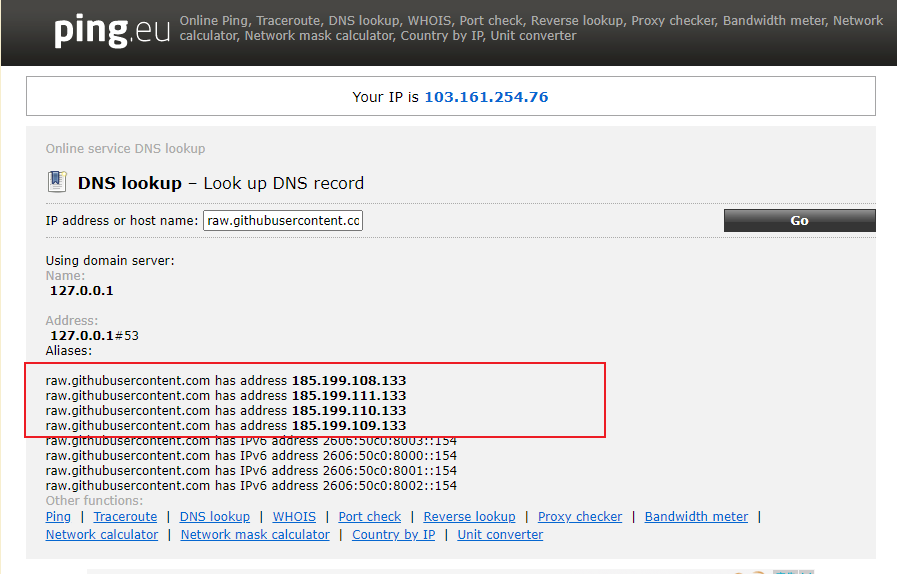 ping.eu
Online Ping, Traceroute, DNS lookup, WHOIS, Port check, Reverse lookup, Proxy checker, Bandwidth meter, Network
calculator, Network mask calculator, Country by IP, Unit converter
Your IP is 103.161.254.76
Online service DNS lookup
DNS lookup – Look up DNS record
IP address or host name: raw.githubusercontent.cc Go
Using domain server:
Name:
127.0.0.1
Address:
127.0.0.1#53
Aliases:
raw.githubusercontent.com has address 185.199.108.133
raw.githubusercontent.com has address 185.199.111.133
raw.githubusercontent.com has address 185.199.110.133
raw.githubusercontent.com has address 185.199.109.133
raw.githubusercontent.com has IPv6 address 2606:50c0:8003::154
raw.githubusercontent.com has IPv6 address 2606:50c0:8000::154
raw.githubusercontent.com has IPv6 address 2606:50c0:8001::154
raw.githubusercontent.com has IPv6 address 2606:50c0:8002::154
Other functions:
Ping | Traceroute | DNS lookup | WHOIS | Port check | Reverse lookup | Proxy checker | Bandwidth meter |
Network calculator | Network mask calculator | Country by IP | Unit converter